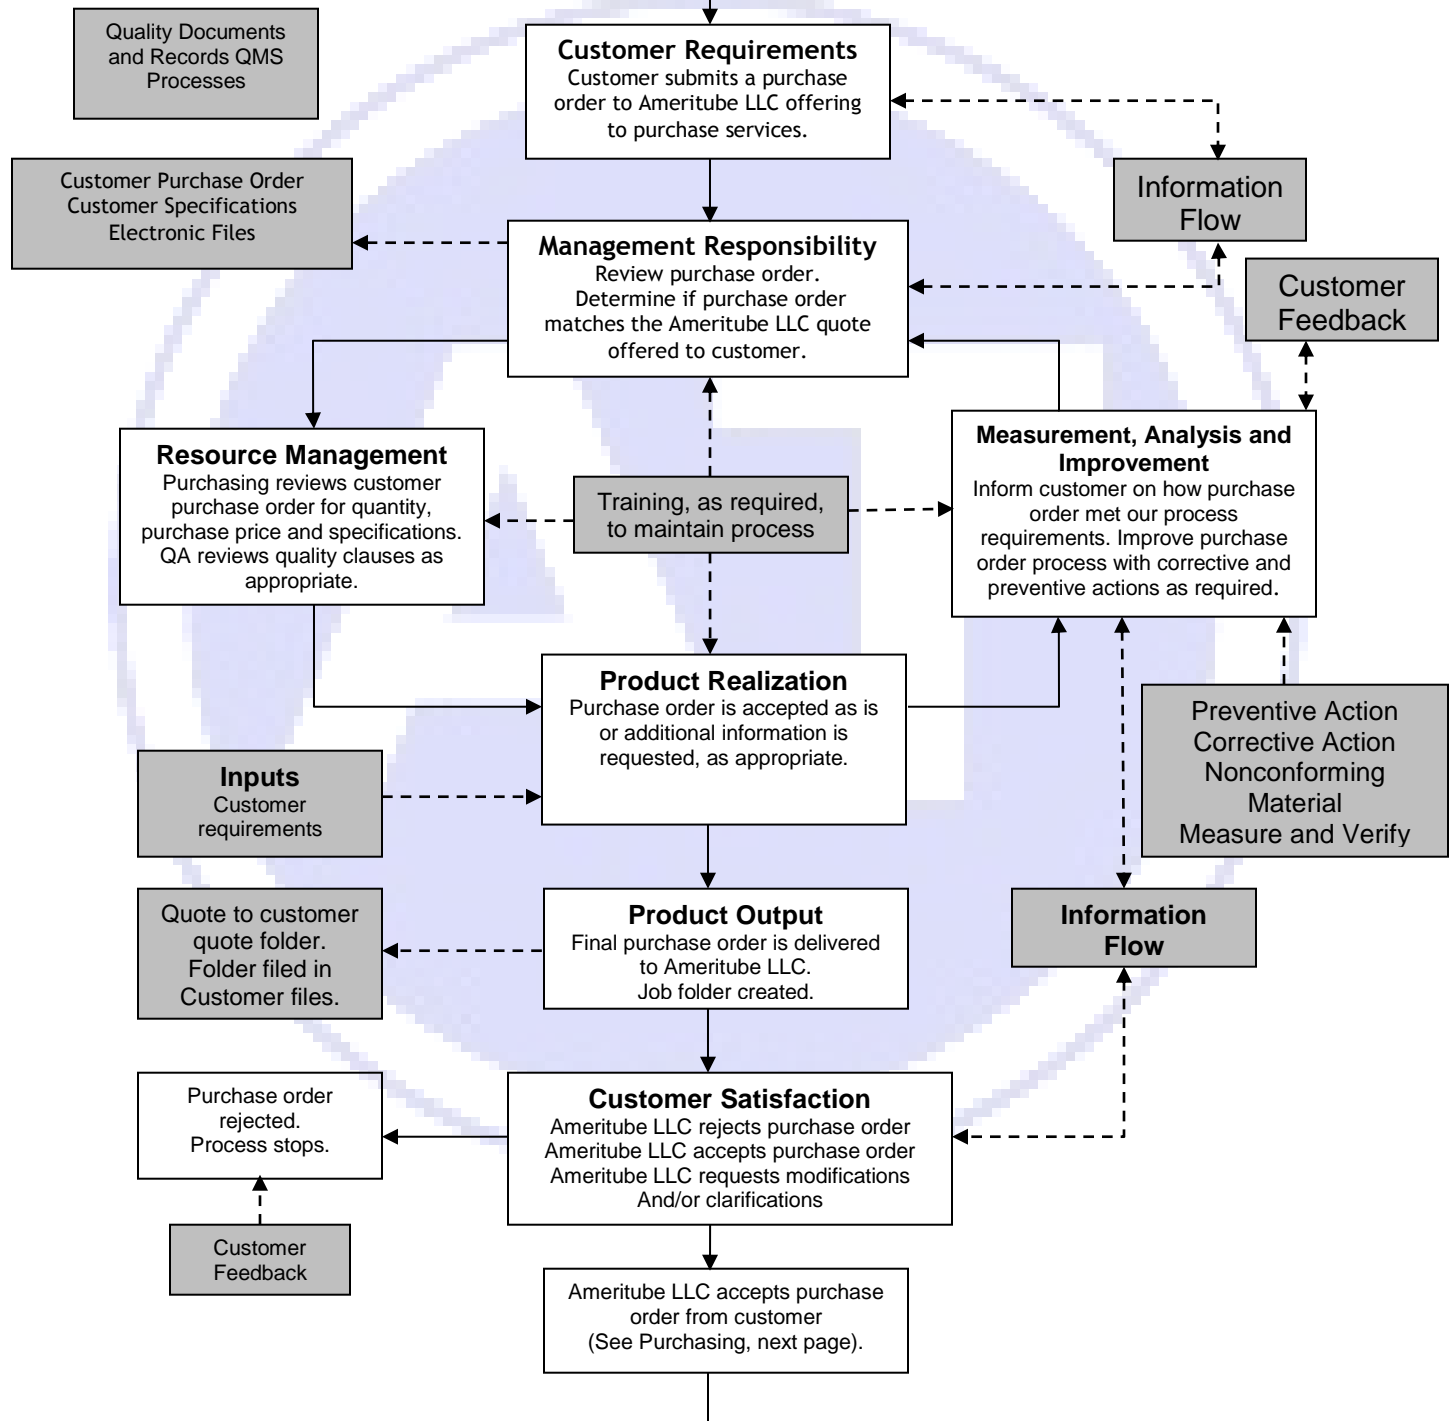 Quality Documents
and Records QMS
Processes
Customer Requirements
Customer submits a purchase
order to Ameritube LLC offering
to purchase services.
Customer Purchase Order
Customer Specifications
Electronic Files
Information
Flow
Management Responsibility
Review purchase order.
Determine if purchase order
matches the Ameritube LLC quote
offered to customer.
Customer
Feedback
Resource Management
Purchasing reviews customer
purchase order for quantity,
purchase price and specifications.
QA reviews quality clauses as
appropriate.
Training, as required,
to maintain process
Measurement, Analysis and
Improvement
Inform customer on how purchase
order met our process
requirements. Improve purchase
order process with corrective and
preventive actions as required.
Product Realization
Purchase order is accepted as is
or additional information is
requested, as appropriate.
Preventive Action
Corrective Action
Nonconforming
Material
Measure and Verify
Inputs
Customer
requirements
Quote to customer
quote folder.
Folder filed in
Customer files.
Product Output
Final purchase order is delivered
to Ameritube LLC.
Job folder created.
Information
Flow
Purchase order
rejected.
Process stops.
Customer Satisfaction
Ameritube LLC rejects purchase order
Ameritube LLC accepts purchase order
Ameritube LLC requests modifications
And/or clarifications
Customer
Feedback
Ameritube LLC accepts purchase
order from customer
(See Purchasing, next page).